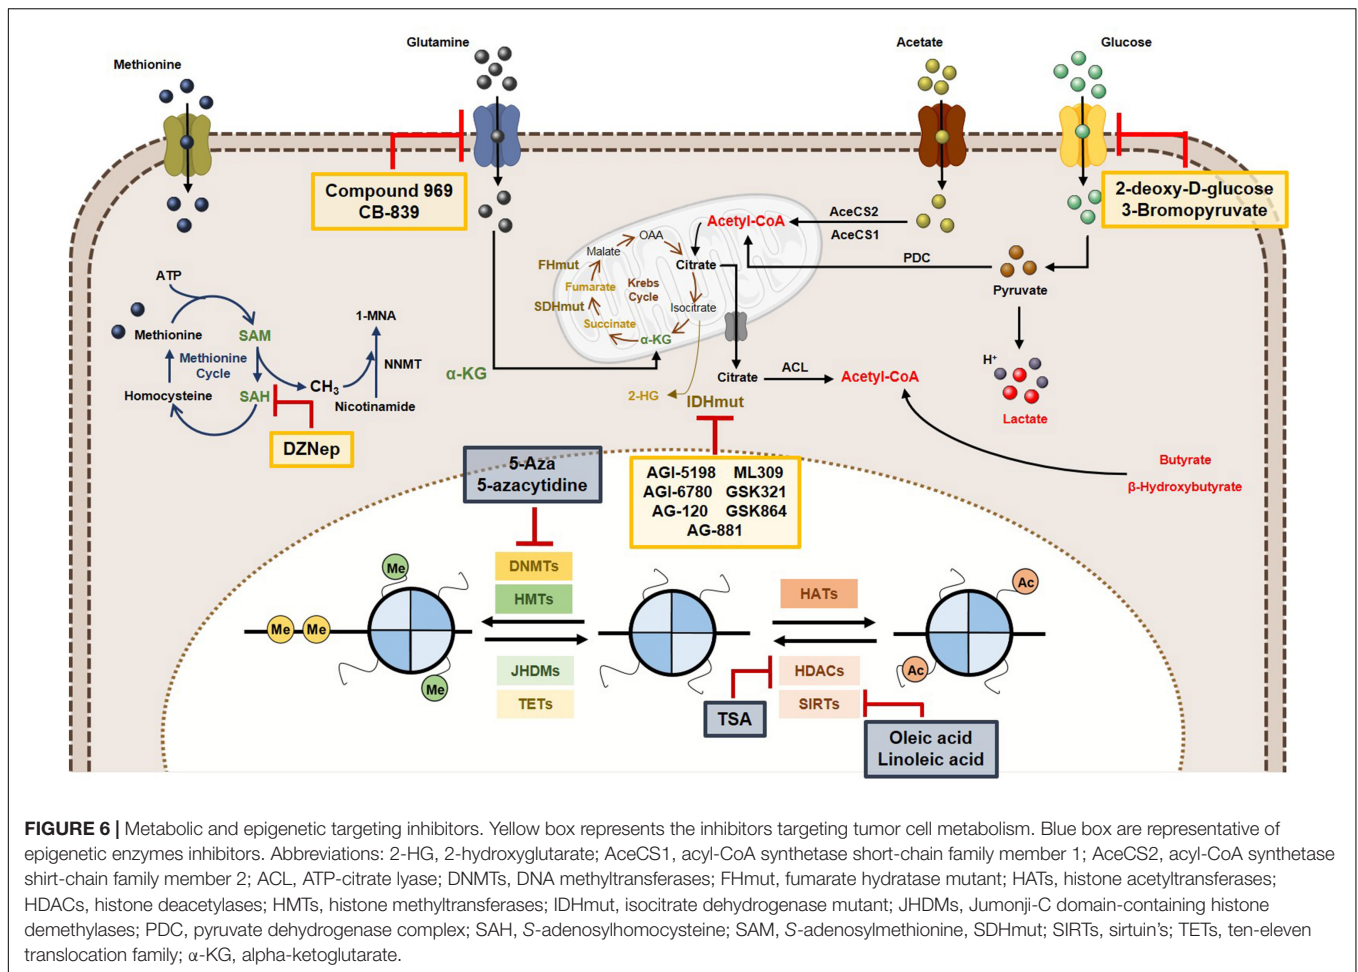 Methionine
Glutamine
Acetate
Glucose
Compound 969
CB-839
2-deoxy-D-glucose
3-Bromopyruvate
Acetyl-CoA
AceCS2
AceCS1
OAA
Malate
FHmut
Fumarate
Citrate
Krebs
Cycle
PDC
Pyruvate
SDHmut
Isocitrate
Succinate
α-KG
ATP
Methionine
SAM
Methionine
Cycle
1-MNA
NNMT
CH3
Homocysteine
SAH
Nicotinamide
DZNep
α-KG
Citrate
ACL
Acetyl-CoA
2-HG
IDHmut
H+
Lactate
Butyrate
β-Hydroxybutyrate
5-Aza
5-azacytidine
AGI-5198 ML309
AGI-6780 GSK321
AG-120 GSK864
AG-881
Me
DNMTs
HMTs
HATs
Ac
Me Me
JHDMs
TETs
HDACs
SIRTs
Me
Ac
TSA
Oleic acid
Linoleic acid
FIGURE 6 | Metabolic and epigenetic targeting inhibitors. Yellow box represents the inhibitors targeting tumor cell metabolism. Blue box are representative of
epigenetic enzymes inhibitors. Abbreviations: 2-HG, 2-hydroxyglutarate; AceCS1, acyl-CoA synthetase short-chain family member 1; AceCS2, acyl-CoA synthetase
shirt-chain family member 2; ACL, ATP-citrate lyase; DNMTs, DNA methyltransferases; FHmut, fumarate hydratase mutant; HATs, histone acetyltransferases;
HDACs, histone deacetylases; HMTs, histone methyltransferases; IDHmut, isocitrate dehydrogenase mutant; JHDMs, Jumonji-C domain-containing histone
demethylases; PDC, pyruvate dehydrogenase complex; SAH, S-adenosylhomocysteine; SAM, S-adenosylmethionine, SDHmut; SIRTs, sirtuin's; TETs, ten-eleven
translocation family; α-KG, alpha-ketoglutarate.